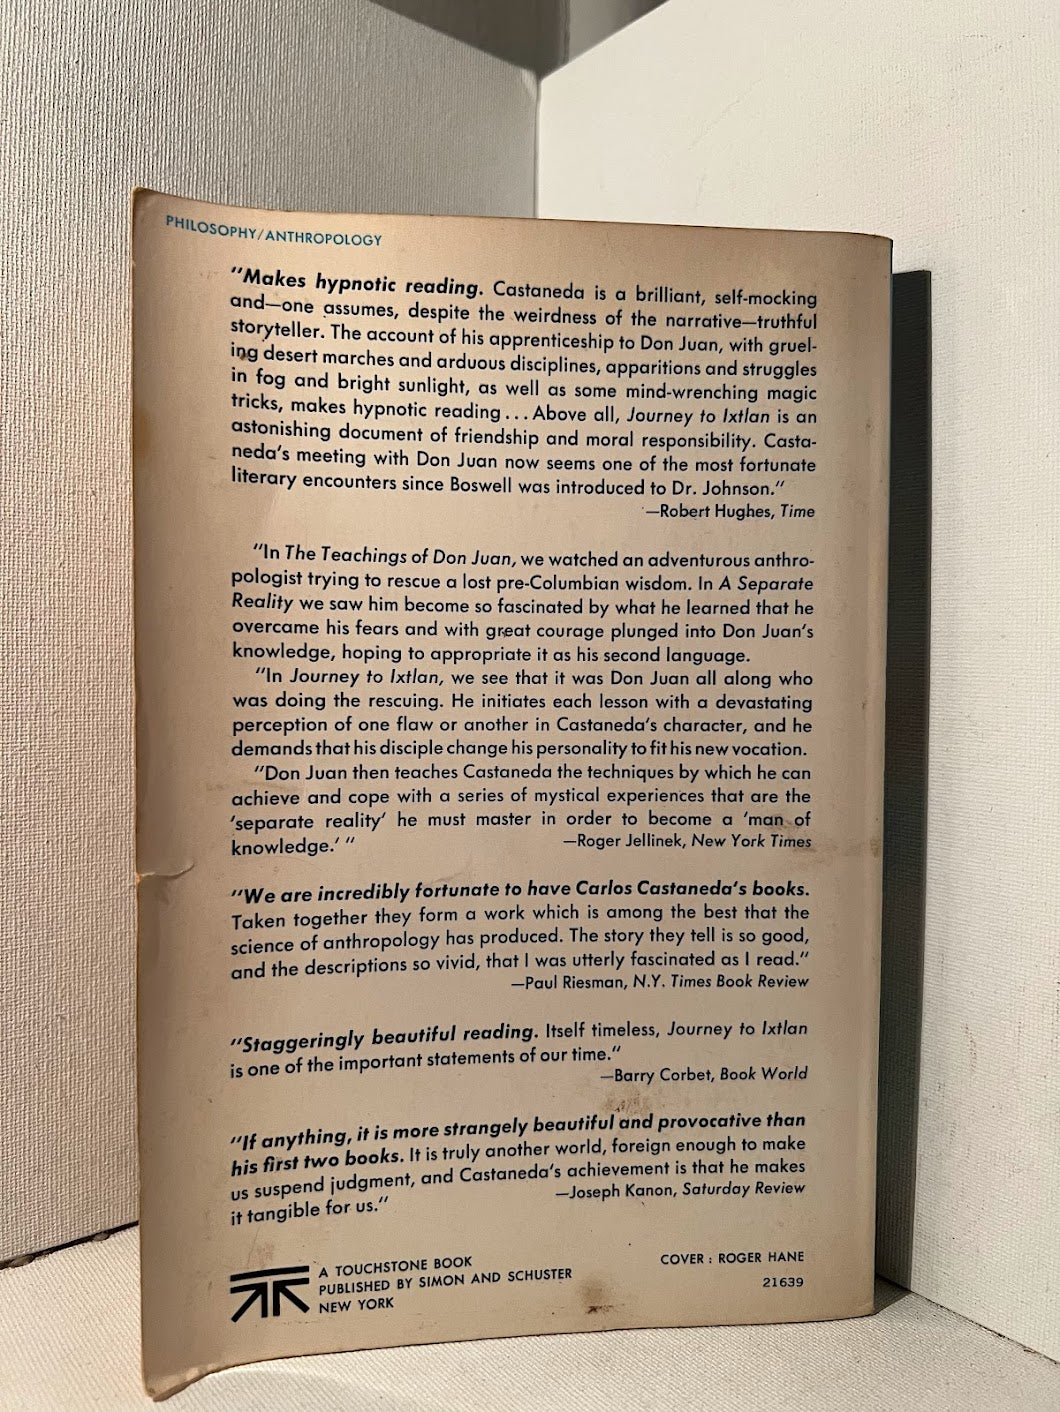 PHILOSOPHY/ANTHROPOLOGY
"Makes hypnotic reading. Castaneda is a brilliant, self-mocking
and—one assumes, despite the weirdness of the narrative—truthful
storyteller. The account of his apprenticeship to Don Juan, with gruel-
ing desert marches and arduous disciplines, apparitions and struggles
in fog and bright sunlight, as well as some mind-wrenching magic
tricks, makes hypnotic reading... Above all, Journey to Ixtlan is an
astonishing document of friendship and moral responsibility. Casta-
neda's meeting with Don Juan now seems one of the most fortunate
literary encounters since Boswell was introduced to Dr. Johnson."
—Robert Hughes, Time
"In The Teachings of Don Juan, we watched an adventurous anthro-
pologist trying to rescue a lost pre-Columbian wisdom. In A Separate
Reality we saw him become so fascinated by what he learned that he
overcame his fears and with great courage plunged into Don Juan's
knowledge, hoping to appropriate it as his second language.
"In Journey to Ixtlan, we see that it was Don Juan all along who
was doing the rescuing. He initiates each lesson with a devastating
perception of one flaw or another in Castaneda's character, and he
demands that his disciple change his personality to fit his new vocation.
"Don Juan then teaches Castaneda the techniques by which he can
achieve and cope with a series of mystical experiences that are the
'separate reality' he must master in order to become a 'man of
knowledge.' " —Roger Jellinek, New York Times
"We are incredibly fortunate to have Carlos Castaneda's books.
Taken together they form a work which is among the best that the
science of anthropology has produced. The story they tell is so good,
and the descriptions so vivid, that I was utterly fascinated as I read."
—Paul Riesman, N.Y. Times Book Review
"Staggeringly beautiful reading. Itself timeless, Journey to Ixtlan
is one of the important statements of our time."
—Barry Corbet, Book World
"If anything, it is more strangely beautiful and provocative than
his first two books. It is truly another world, foreign enough to make
us suspend judgment, and Castaneda's achievement is that he makes
it tangible for us." —Joseph Kanon, Saturday Review
A TOUCHSTONE BOOK
PUBLISHED BY SIMON AND SCHUSTER
NEW YORK
COVER : ROGER HANE
21639